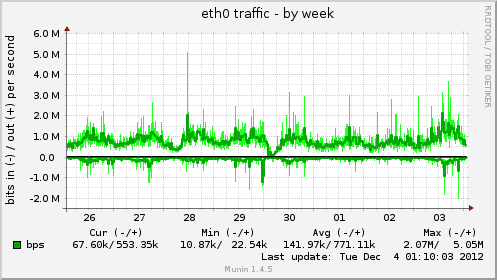 eth0 traffic - by week
RRDTOOL / TOBI OETIKER
bits in (-) / out (+) per second
6.0 M
5.0 M
4.0 M
3.0 M
2.0 M
1.0 M
0.0
-1.0 M
-2.0 M
26 27 28 29 30 01 02 03
Cur (-/+) Min (-/+) Avg (-/+) Max (-/+)
bps 67.60k/553.35k 10.87k/ 22.54k 141.97k/771.11k 2.07M/ 5.05M
Last update: Tue Dec 4 01:10:03 2012
Munin 1.4.5